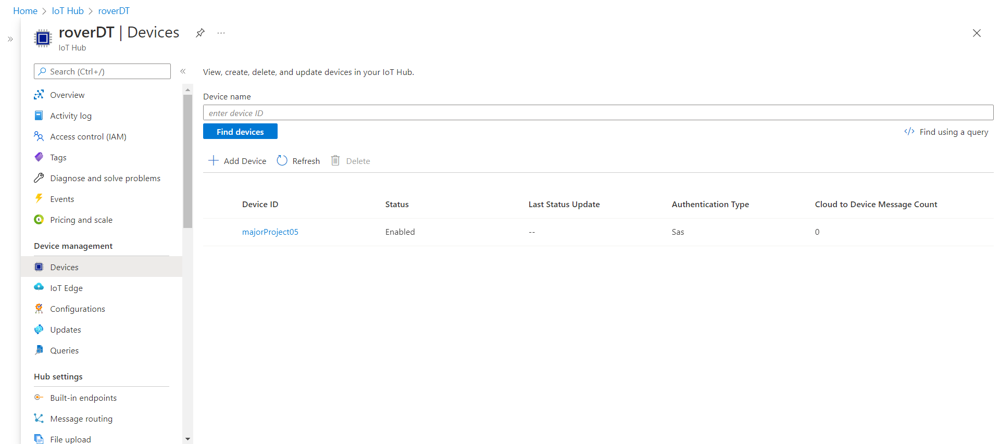 Home > IoT Hub > roverDT
roverDT | Devices
IoT Hub
Search (Ctrl+/)
Overview
Activity log
Access control (IAM)
Tags
Diagnose and solve problems
Events
Pricing and scale
Device management
Devices
IoT Edge
Configurations
Updates
Queries
Hub settings
Built-in endpoints
Message routing
File upload
View, create, delete, and update devices in your IoT Hub.
Device name
enter device ID
Find devices
</> Find using a query
Add Device Refresh Delete
Device ID Status Last Status Update Authentication Type Cloud to Device Message Count
majorProject05 Enabled -- Sas 0